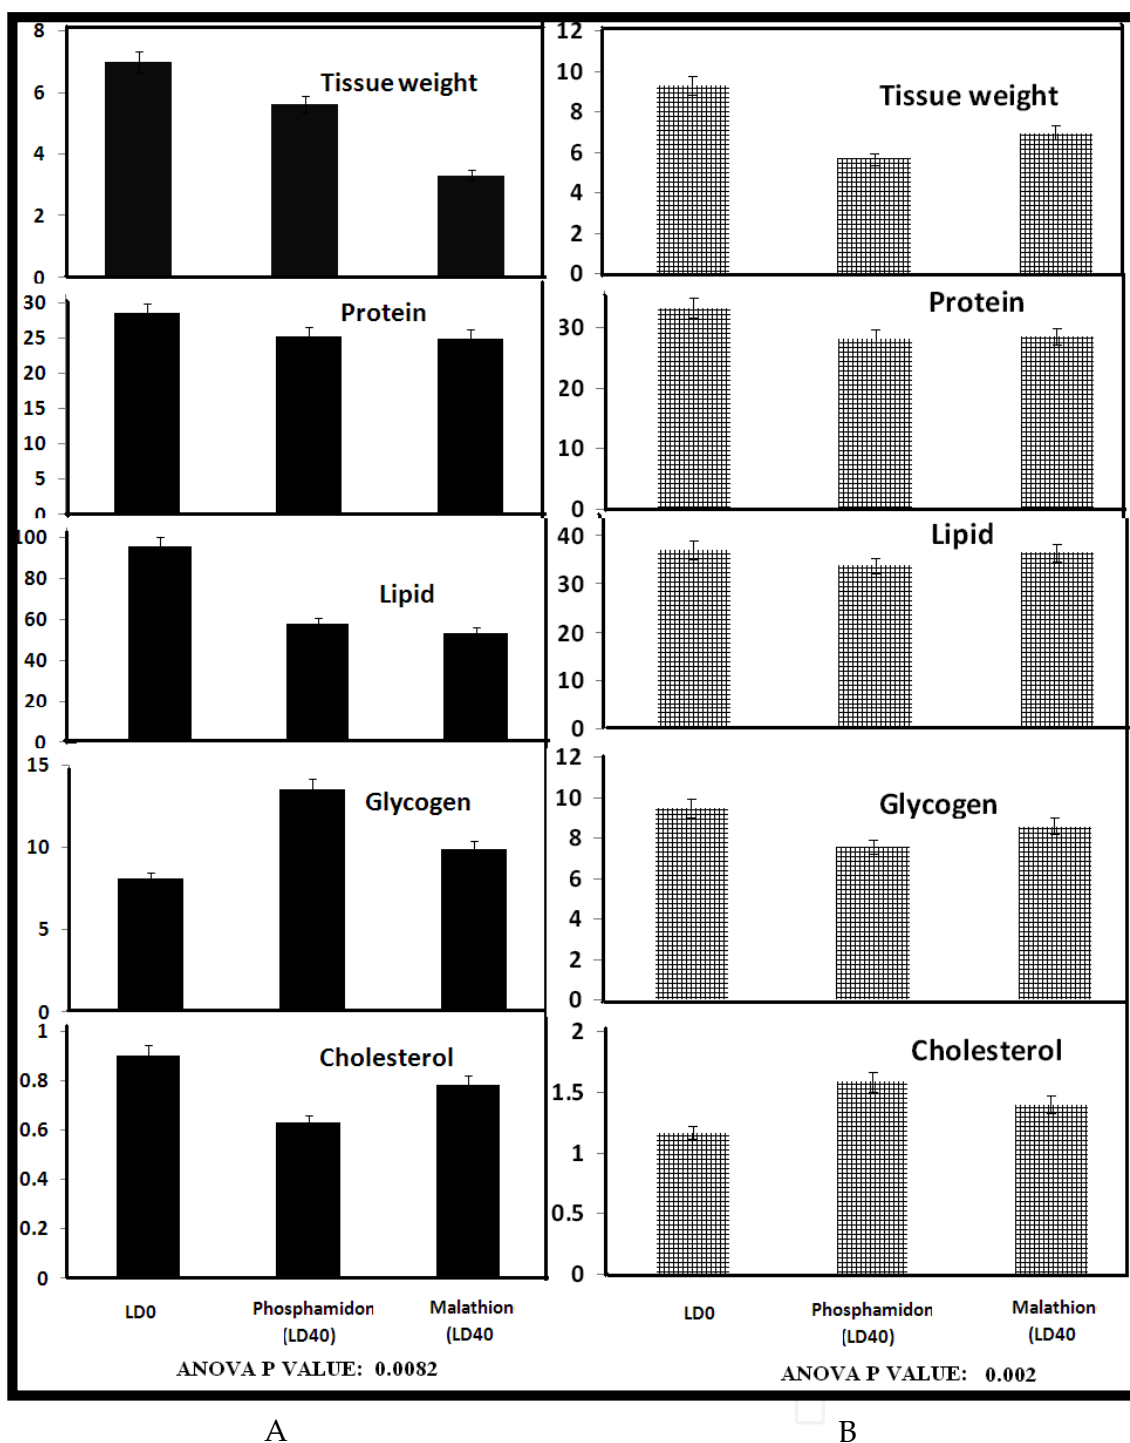 8
6
4
2
0
Tissue weight
30
25
20
15
10
5
0
Protein
100
80
60
40
20
0
Lipid
15
10
5
0
Glycogen
1
0.8
0.6
0.4
0.2
0
Cholesterol
LD0
Phosphamidon
(LD40)
Malathion
(LD40
ANOVA P VALUE: 0.0082
A
12
10
8
6
4
2
0
Tissue weight
30
20
10
0
Protein
40
30
20
10
0
Lipid
12
10
8
6
4
2
0
Glycogen
2
1.5
1
0.5
0
Cholesterol
LD0
Phosphamidon
(LD40)
Malathion
(LD40
ANOVA P VALUE: 0.002
B